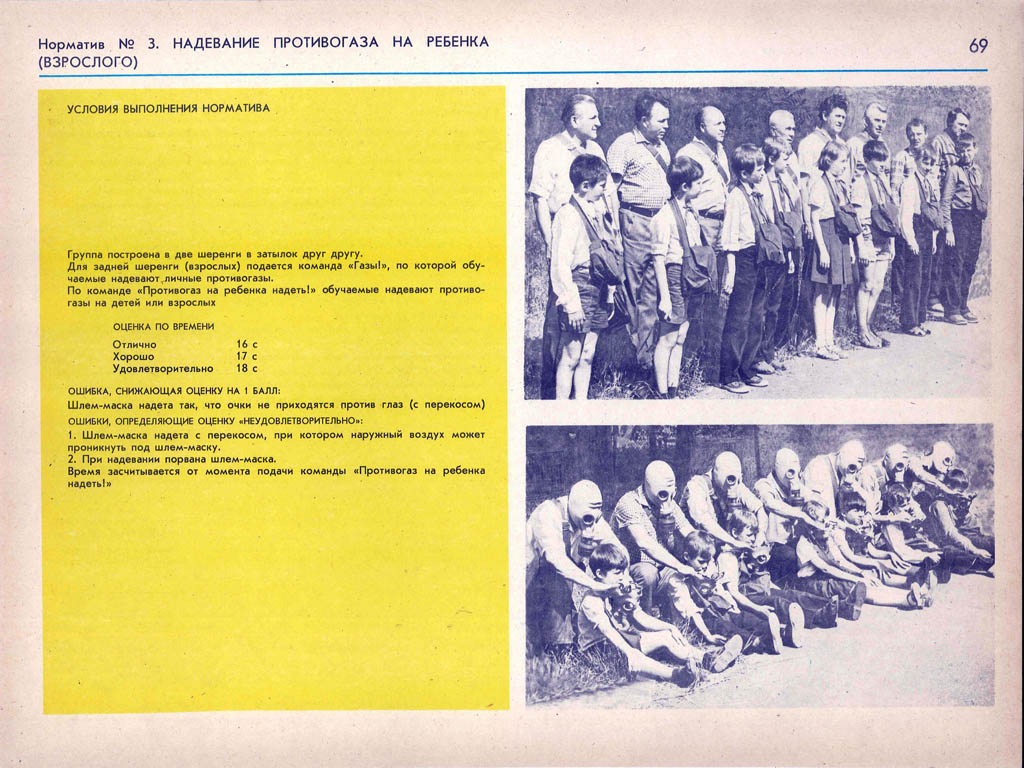 Норматив № 3. НАДЕВАНИЕ ПРОТИВОГАЗА НА РЕБЕНКА
(ВЗРОСЛОГО)
69
УСЛОВИЯ ВЫПОЛНЕНИЯ НОРМАТИВА
Группа построена в две шеренги в затылок друг другу.
Для задней шеренги (взрослых) подается команда «Газы!», по которой обу-
чаемые надевают личные противогазы.
По команде «Противогаз на ребенка надеть!» обучаемые надевают противо-
газы на детей или взрослых
ОЦЕНКА ПО ВРЕМЕНИ
Отлично 16 с
Хорошо 17 с
Удовлетворительно 18 с
ОШИБКА, СНИЖАЮЩАЯ ОЦЕНКУ НА 1 БАЛЛ:
Шлем-маска надета так, что очки не приходятся против глаз (с перекосом)
ОШИБКИ, ОПРЕДЕЛЯЮЩИЕ ОЦЕНКУ «НЕУДОВЛЕТВОРИТЕЛЬНО»:
1. Шлем-маска надета с перекосом, при котором наружный воздух может
проникнуть под шлем-маску.
2. При надевании порвана шлем-маска.
Время засчитывается от момента подачи команды «Противогаз на ребенка
надеть!»